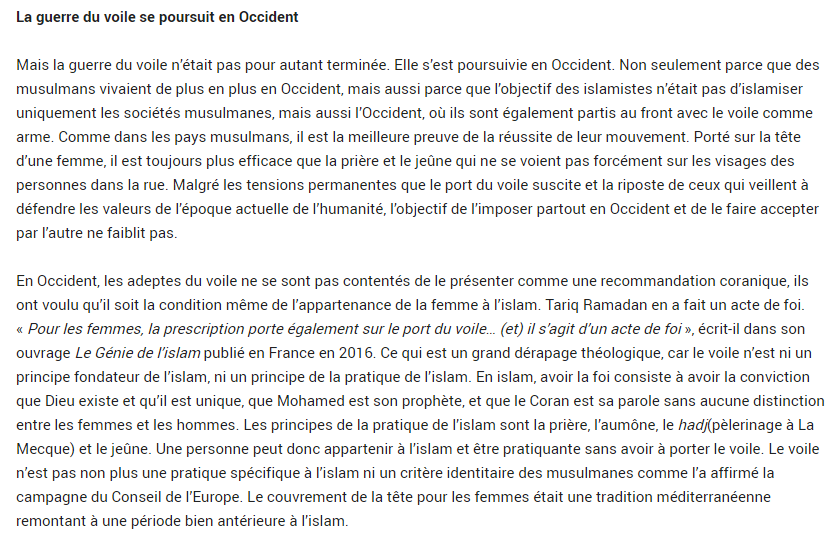 La guerre du voile se poursuit en Occident
Mais la guerre du voile n’était pas pour autant terminée. Elle s’est poursuivie en Occident. Non seulement parce que des
musulmans vivaient de plus en plus en Occident, mais aussi parce que l’objectif des islamistes n’était pas d’islamiser
uniquement les sociétés musulmanes, mais aussi l’Occident, où ils sont également partis au front avec le voile comme
arme. Comme dans les pays musulmans, il est la meilleure preuve de la réussite de leur mouvement. Porté sur la tête
d’une femme, il est toujours plus efficace que la prière et le jeûne qui ne se voient pas forcément sur les visages des
personnes dans la rue. Malgré les tensions permanentes que le port du voile suscite et la riposte de ceux qui veillent à
défendre les valeurs de l’époque actuelle de l’humanité, l’objectif de l’imposer partout en Occident et de le faire accepter
par l’autre ne faiblit pas.
En Occident, les adeptes du voile ne se sont pas contentés de le présenter comme une recommandation coranique, ils
ont voulu qu’il soit la condition même de l’appartenance de la femme à l’islam. Tariq Ramadan en a fait un acte de foi.
« Pour les femmes, la prescription porte également sur le port du voile… (et) il s’agit d’un acte de foi », écrit-il dans son
ouvrage Le Génie de l’islam publié en France en 2016. Ce qui est un grand dérapage théologique, car le voile n’est ni un
principe fondateur de l’islam, ni un principe de la pratique de l’islam. En islam, avoir la foi consiste à avoir la conviction
que Dieu existe et qu’il est unique, que Mohamed est son prophète, et que le Coran est sa parole sans aucune distinction
entre les femmes et les hommes. Les principes de la pratique de l’islam sont la prière, l’aumône, le hadj(pèlerinage à La
Mecque) et le jeûne. Une personne peut donc appartenir à l’islam et être pratiquante sans avoir à porter le voile. Le voile
n’est pas non plus une pratique spécifique à l’islam ni un critère identitaire des musulmanes comme l’a affirmé la
campagne du Conseil de l’Europe. Le couvrement de la tête pour les femmes était une tradition méditerranéenne
remontant à une période bien antérieure à l’islam.